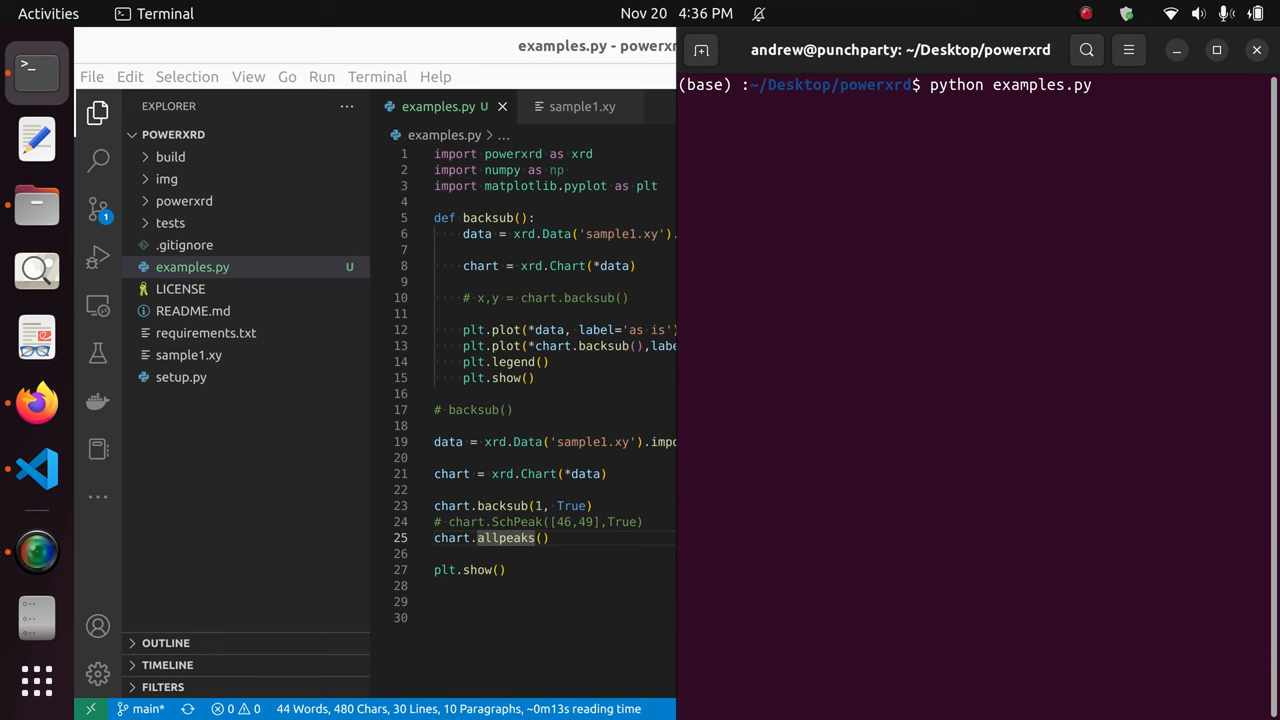 Activities
Terminal
Nov 20 4:36 PM
examples.py - powerxr
File Edit Selection View Go Run Terminal Help
EXPLORER
POWERXRD
build
img
powerxrd
tests
.gitignore
examples.py U
LICENSE
README.md
requirements.txt
sample1.xy
setup.py
OUTLINE
TIMELINE
FILTERS
1
examples.py U
sample1.xy
examples.py > ...
1 import powerxrd as xrd
2 import numpy as np
3 import matplotlib.pyplot as plt
4
5 def backsub():
6 data = xrd.Data('sample1.xy').
7
8 chart = xrd.Chart(*data)
9
10 # x,y = chart.backsub()
11
12 plt.plot(*data, label='as is')
13 plt.plot(*chart.backsub(),labe
14 plt.legend()
15 plt.show()
16
17 # backsub()
18
19 data = xrd.Data('sample1.xy').impo
20
21 chart = xrd.Chart(*data)
22
23 chart.backsub(1, True)
24 # chart.SchPeak([46,49],True)
25 chart.allpeaks()
26
27 plt.show()
28
29
30
main* 0 0 44 Words, 480 Chars, 30 Lines, 10 Paragraphs, ~0m13s reading time
andrew@punchparty: ~/Desktop/powerxrd
(base) :~/Desktop/powerxrd$ python examples.py